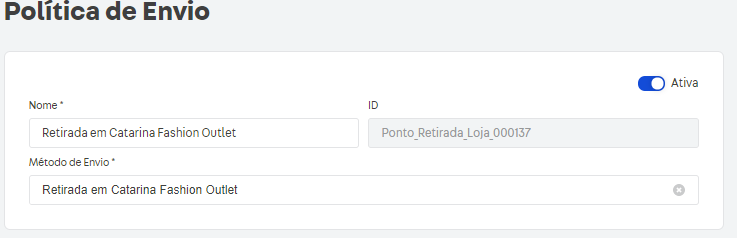 Política de Envio
Ativa
Nome *
ID
Retirada em Catarina Fashion Outlet
Ponto_Retirada_Loja_000137
Método de Envio *
Retirada em Catarina Fashion Outlet